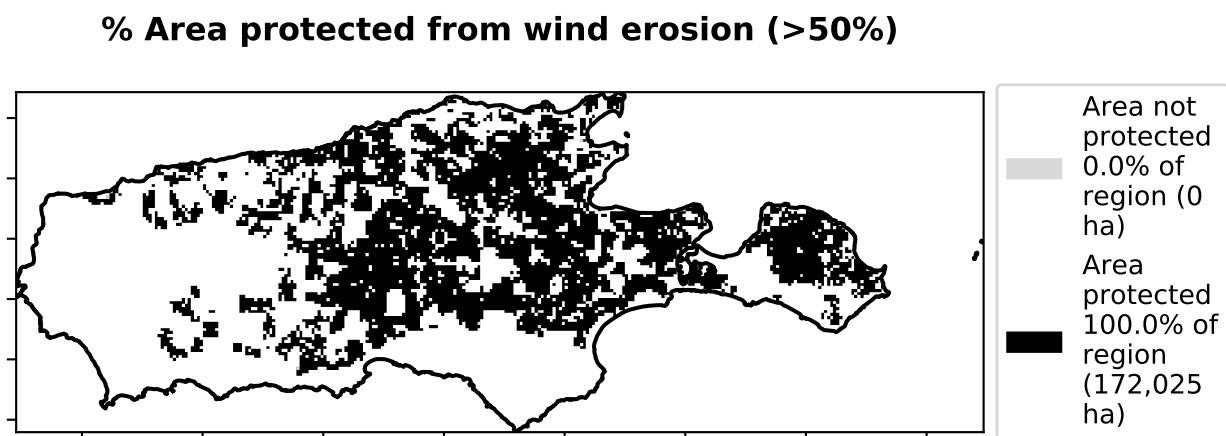 % Area protected from wind erosion (>50%)
Area not
protected
0.0% of
region (0
ha)
Area
protected
100.0% of
region
(172,025
ha)